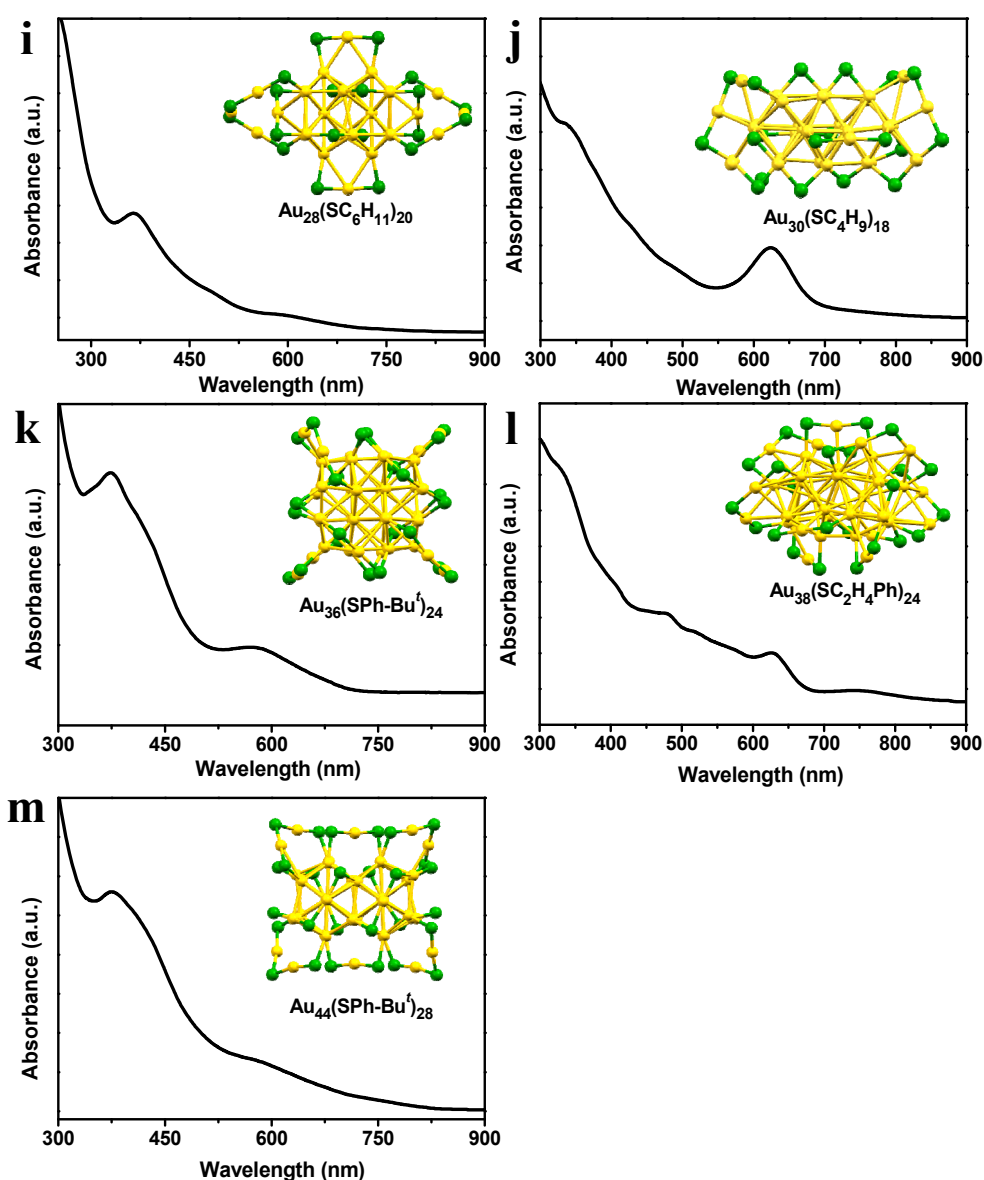 i
Absorbance (a.u.)
Au28(SC6H11)20
300 450 600 750 900
Wavelength (nm)
j
Absorbance (a.u.)
Au30(SC4H9)18
300 400 500 600 700 800 900
Wavelength (nm)
k
Absorbance (a.u.)
Au36(SPh-Buᵗ)24
300 450 600 750 900
Wavelength (nm)
l
Absorbance (a.u.)
Au38(SC2H4Ph)24
300 400 500 600 700 800 900
Wavelength (nm)
m
Absorbance (a.u.)
Au44(SPh-Buᵗ)28
300 450 600 750 900
Wavelength (nm)